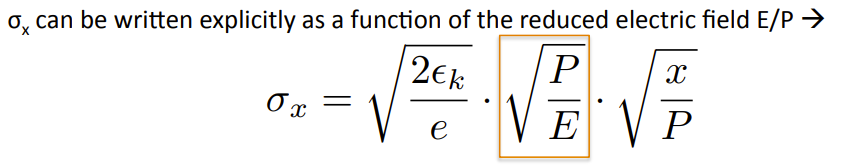 σₓ can be written explicitly as a function of the reduced electric field E/P →
σₓ = √(2ϵₖ/e) · √(P/E) · √(x/P)